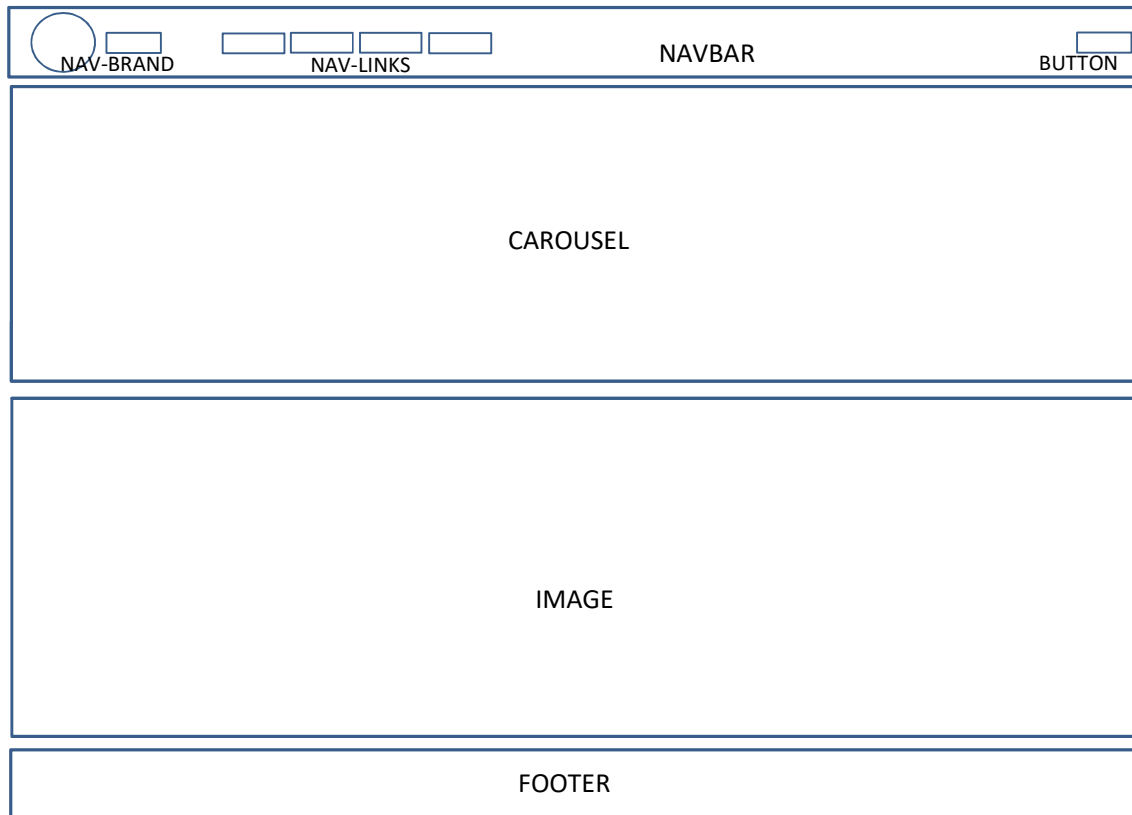 NAVBAR
NAV-BRAND
NAV-LINKS
BUTTON
CAROUSEL
IMAGE
FOOTER